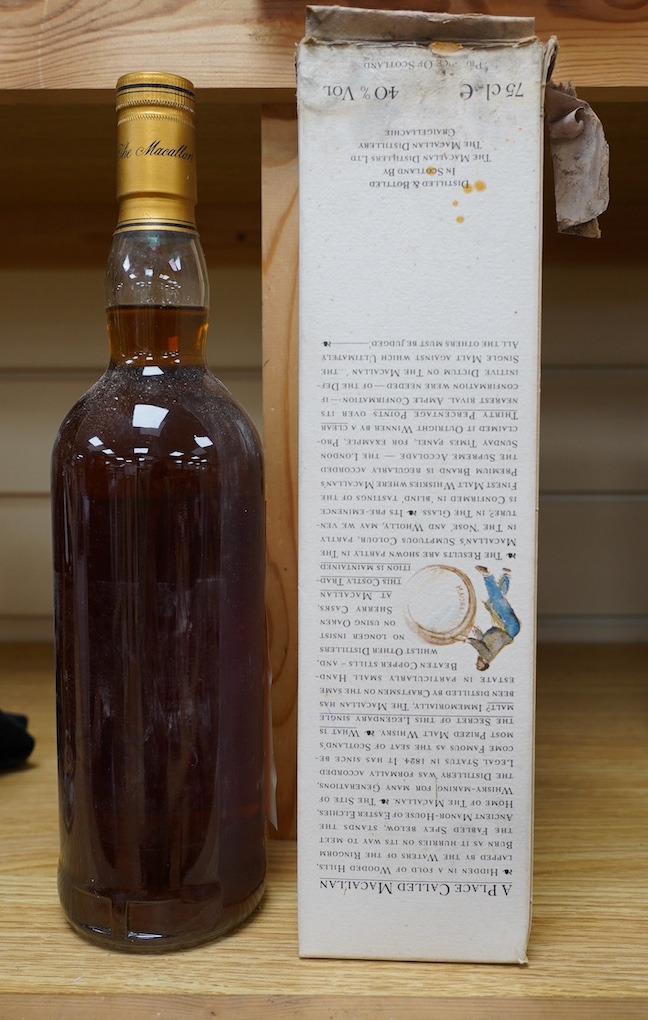 The Macallan
A PLACE CALLED MACALLAN
❧ HIDDEN IN A FOLD OF WOODED HILLS,
LAPPED BY THE WATERS OF THE RINGORM
BURN AS IT HURRIES ON ITS WAY TO MEET
THE FABLED SPEY BELOW, STANDS THE
ANCIENT MANOR-HOUSE OF EASTER ELCHIES,
HOME OF THE MACALLAN. ❧ THE SITE OF
WHISKY-MAKING FOR MANY GENERATIONS,
THE DISTILLERY WAS FORMALLY ACCORDED
LEGAL STATUS IN 1824. IT HAS SINCE BE-
COME FAMOUS AS THE SEAT OF SCOTLAND'S
MOST PRIZED MALT WHISKY. ❧ WHAT IS
THE SECRET OF THIS LEGENDARY SINGLE
MALT? IMMEMORIALLY, THE MACALLAN HAS
BEEN DISTILLED BY CRAFTSMEN ON THE SAME
ESTATE IN PARTICULARLY SMALL HAND-
BEATEN COPPER STILLS – AND,
WHILST OTHER DISTILLERS
NO LONGER INSIST
ON USING OAKEN
SHERRY CASKS,
AT MACALLAN
THIS COSTLY TRAD-
ITION IS MAINTAINED
❧ THE RESULTS ARE SHOWN PARTLY IN THE
MACALLAN'S SUMPTUOUS COLOUR, PARTLY
IN THE 'NOSE' AND WHOLLY, MAY WE VEN-
TURE? IN THE GLASS. ❧ ITS PRE-EMINENCE
IS CONFIRMED IN 'BLIND' TASTINGS OF THE
FINEST MALT WHISKIES WHERE MACALLAN'S
PREMIUM BRAND IS REGULARLY ACCORDED
THE SUPREME ACCOLADE — THE LONDON
SUNDAY TIMES PANEL, FOR EXAMPLE, PRO-
CLAIMED IT OUTRIGHT WINNER BY A CLEAR
THIRTY PERCENTAGE POINTS OVER ITS
NEAREST RIVAL. AMPLE CONFIRMATION — IF
CONFIRMATION WERE NEEDED — OF THE DEF-
INITIVE DICTUM ON THE MACALLAN, 'THE
SINGLE MALT AGAINST WHICH ULTIMATELY
ALL THE OTHERS MUST BE JUDGED' ❧
DISTILLED & BOTTLED
IN SCOTLAND BY
THE MACALLAN DISTILLERS LTD
THE MACALLAN DISTILLERY
CRAIGELLACHIE
75 cl ℮ 40% VOL
OF SCOTLAND